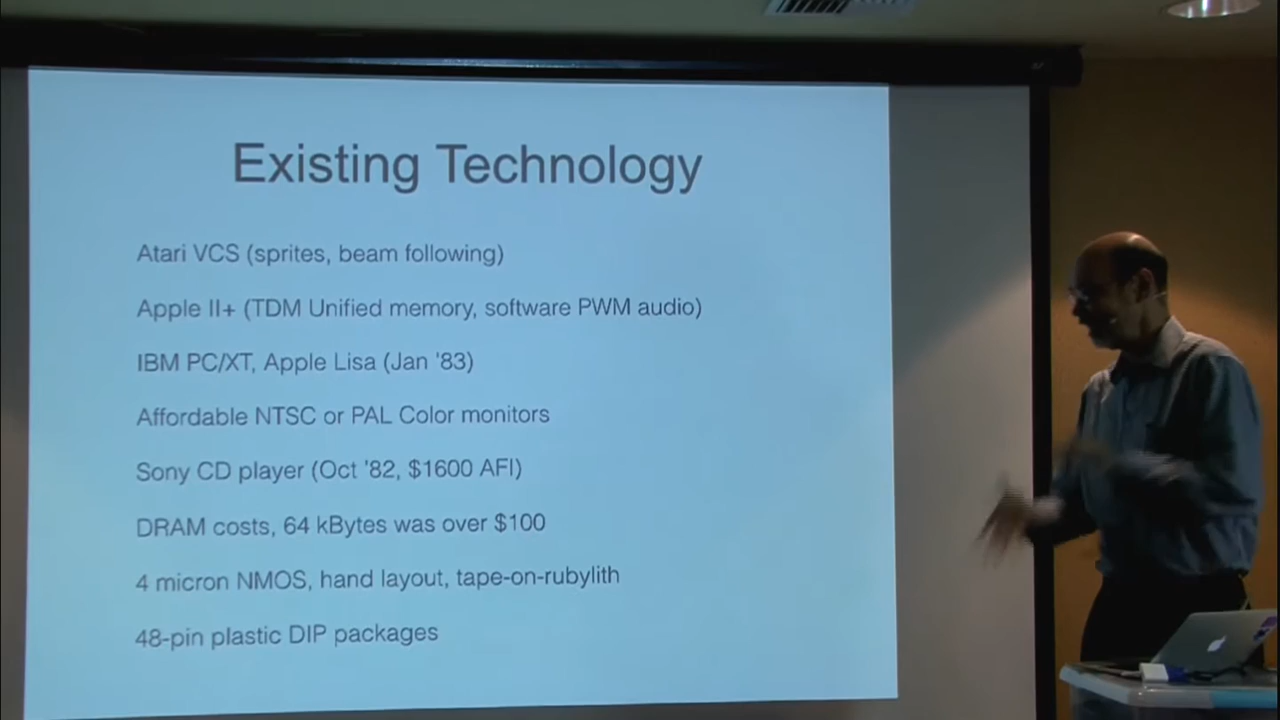 Existing Technology
Atari VCS (sprites, beam following)
Apple II+ (TDM Unified memory, software PWM audio)
IBM PC/XT, Apple Lisa (Jan '83)
Affordable NTSC or PAL Color monitors
Sony CD player (Oct '82, $1600 AFI)
DRAM costs, 64 kBytes was over $100
4 micron NMOS, hand layout, tape-on-rubylith
48-pin plastic DIP packages